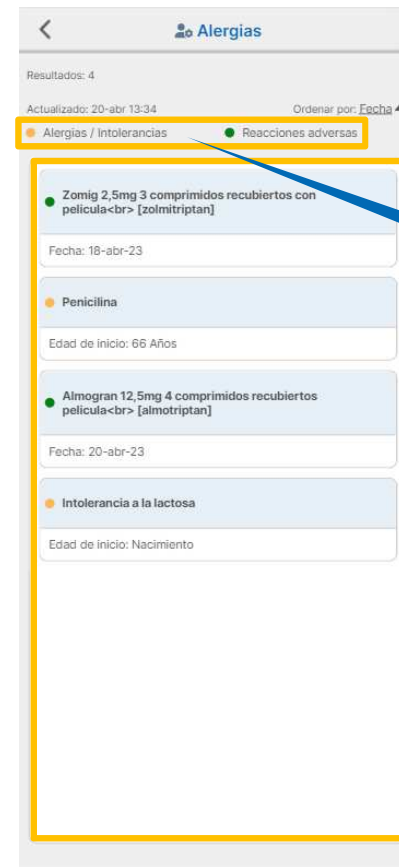 Alergias
Resultados: 4
Actualizado: 20-abr 13:34 Ordenar por: Fecha
Alergias / Intolerancias Reacciones adversas
Zomig 2,5mg 3 comprimidos recubiertos con
pelicula<br> [zolmitriptan]
Fecha: 18-abr-23
Penicilina
Edad de inicio: 66 Años
Almogran 12,5mg 4 comprimidos recubiertos
pelicula<br> [almotriptan]
Fecha: 20-abr-23
Intolerancia a la lactosa
Edad de inicio: Nacimiento